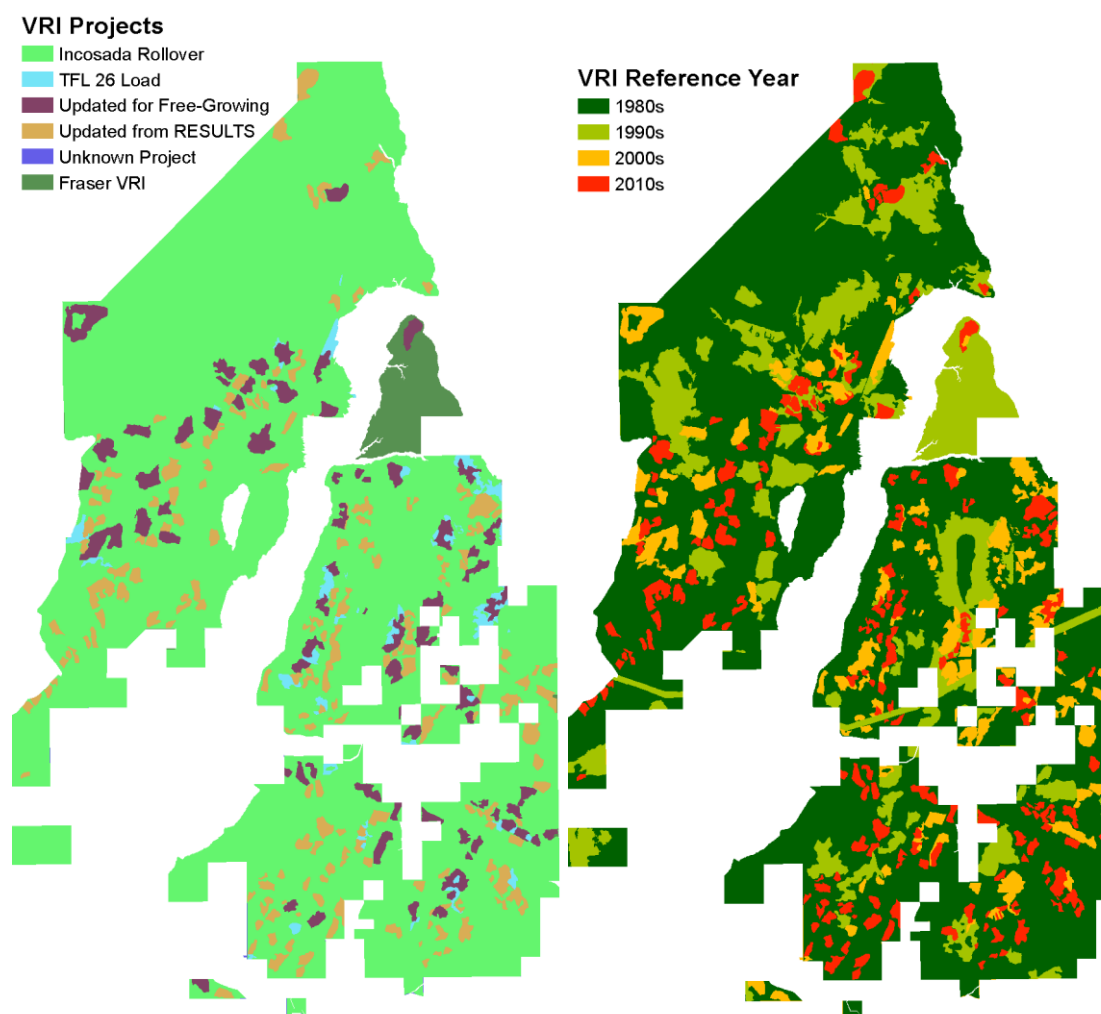 VRI Projects
Incosada Rollover
TFL 26 Load
Updated for Free-Growing
Updated from RESULTS
Unknown Project
Fraser VRI
VRI Reference Year
1980s
1990s
2000s
2010s